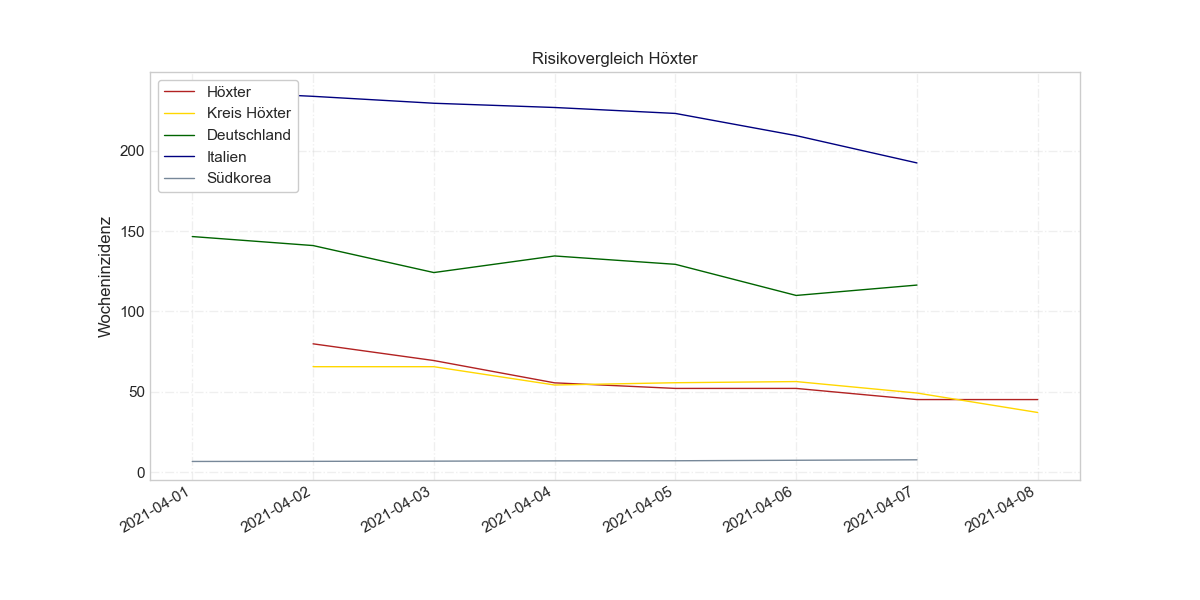 Risikovergleich Höxter
Höxter
Kreis Höxter
Deutschland
Italien
Südkorea
Wocheninzidenz
200
150
100
50
0
2021-04-01
2021-04-02
2021-04-03
2021-04-04
2021-04-05
2021-04-06
2021-04-07
2021-04-08